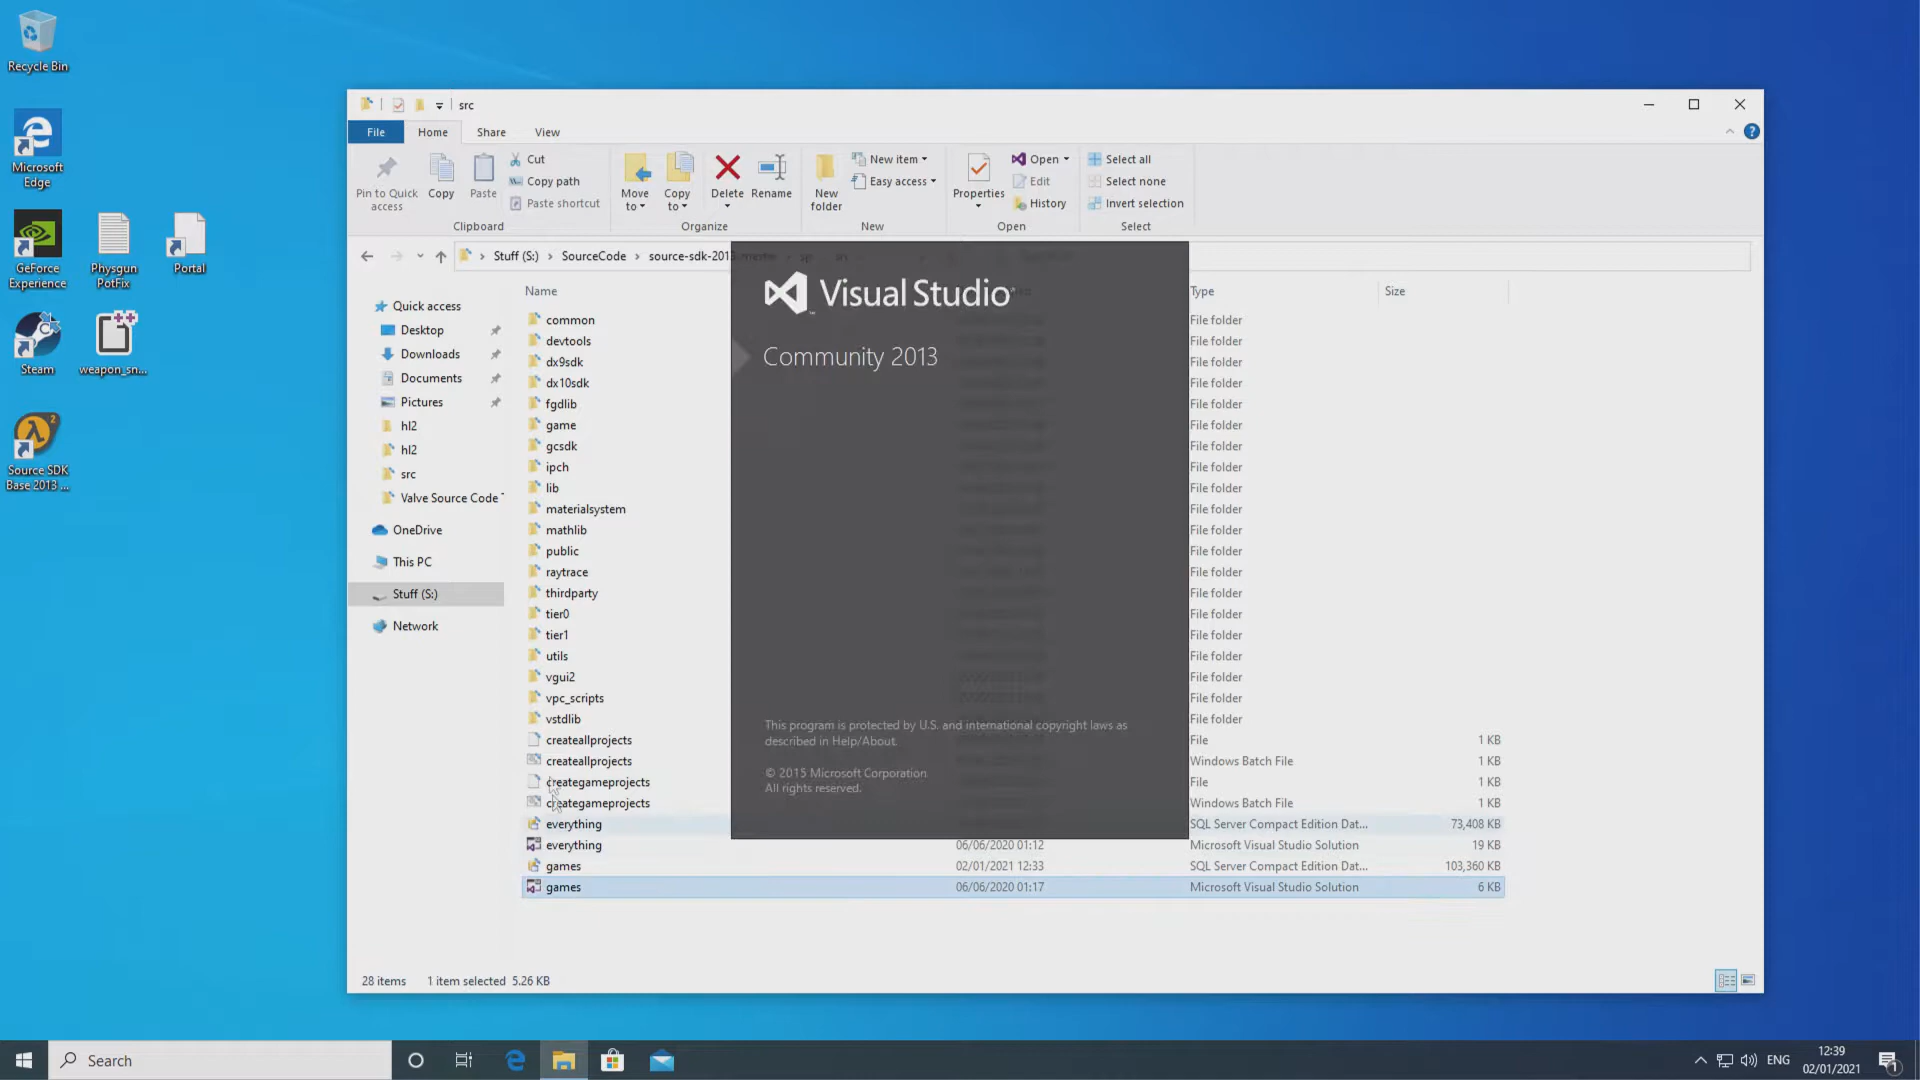 Recycle Bin
Microsoft
Edge
GeForce
Experience
Physgun
PotFix
Portal
Steam
weapon_sn...
Source SDK
Base 2013 ...
src
File
Home
Share
View
Pin to Quick
access
Copy
Paste
Cut
Copy path
Paste shortcut
Clipboard
Move
to
Copy
to
Delete
Rename
Organize
New
folder
New item
Easy access
New
Properties
Open
Edit
History
Open
Select all
Select none
Invert selection
Select
Stuff (S:)
SourceCode
source-sdk-2013
Name
Type
Size
Quick access
Desktop
Downloads
Documents
Pictures
hl2
hl2
src
Valve Source Code
OneDrive
This PC
Stuff (S:)
Network
common File folder
devtools File folder
dx9sdk File folder
dx10sdk File folder
fgdlib File folder
game File folder
gcsdk File folder
ipch File folder
lib File folder
materialsystem File folder
mathlib File folder
public File folder
raytrace File folder
thirdparty File folder
tier0 File folder
tier1 File folder
utils File folder
vgui2 File folder
vpc_scripts File folder
vstdlib File folder
createallprojects File 1 KB
createallprojects Windows Batch File 1 KB
creategameprojects File 1 KB
creategameprojects Windows Batch File 1 KB
everything SQL Server Compact Edition Dat... 73,408 KB
everything 06/06/2020 01:12 Microsoft Visual Studio Solution 19 KB
games 02/01/2021 12:33 SQL Server Compact Edition Dat... 103,360 KB
games 06/06/2020 01:17 Microsoft Visual Studio Solution 6 KB
Visual Studio
Community 2013
This program is protected by U.S. and international copyright laws as
described in Help/About.
© 2015 Microsoft Corporation.
All rights reserved.
28 items 1 item selected 5.26 KB
Search
ENG
12:39
02/01/2021
1